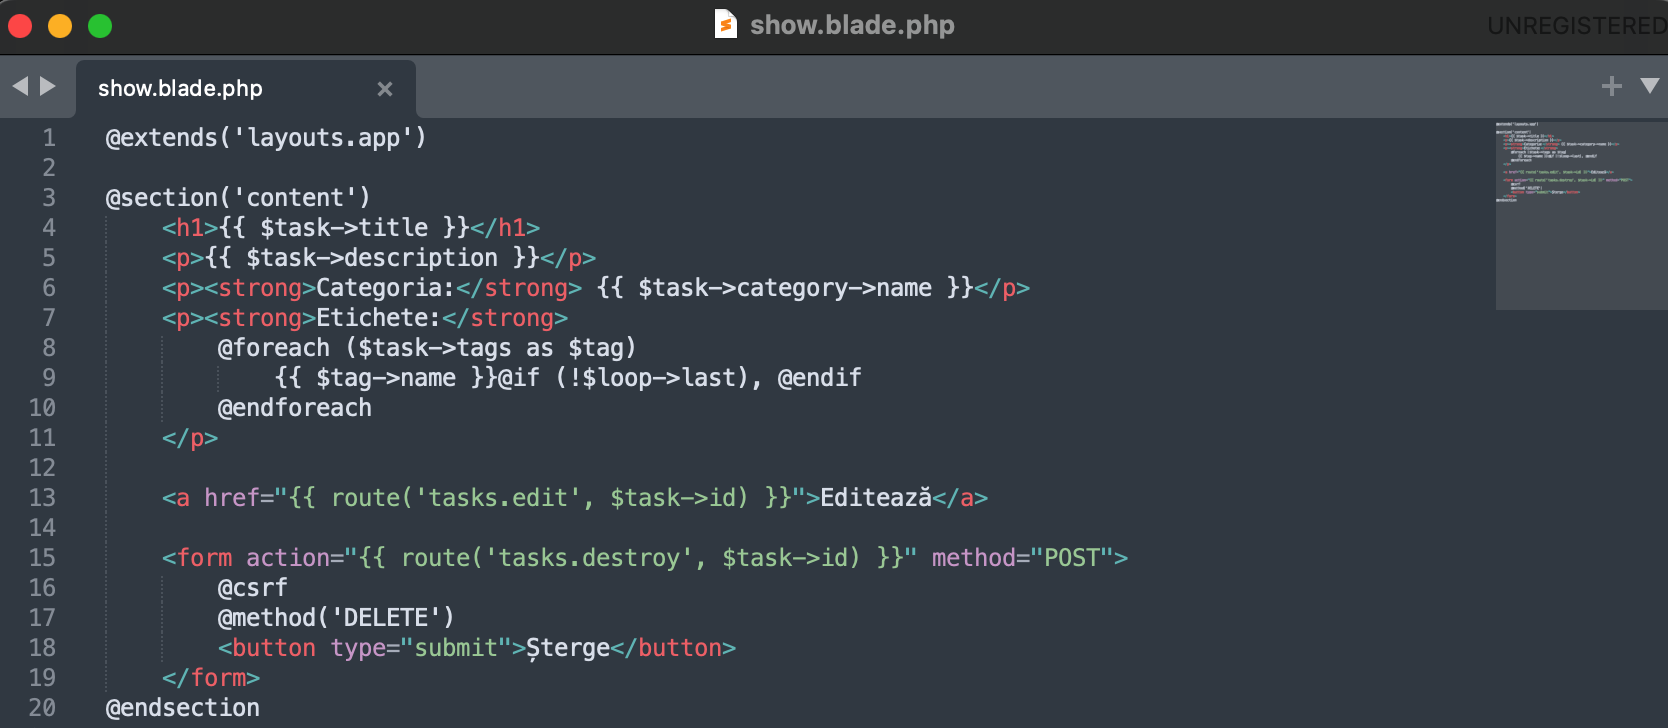 show.blade.php
UNREGISTERED
show.blade.php
1 @extends('layouts.app')
2
3 @section('content')
4 <h1>{{ $task->title }}</h1>
5 <p>{{ $task->description }}</p>
6 <p><strong>Categoria:</strong> {{ $task->category->name }}</p>
7 <p><strong>Etichete:</strong>
8 @foreach ($task->tags as $tag)
9 {{ $tag->name }}@if (!$loop->last), @endif
10 @endforeach
11 </p>
12
13 <a href="{{ route('tasks.edit', $task->id) }}">Editează</a>
14
15 <form action="{{ route('tasks.destroy', $task->id) }}" method="POST">
16 @csrf
17 @method('DELETE')
18 <button type="submit">Șterge</button>
19 </form>
20 @endsection